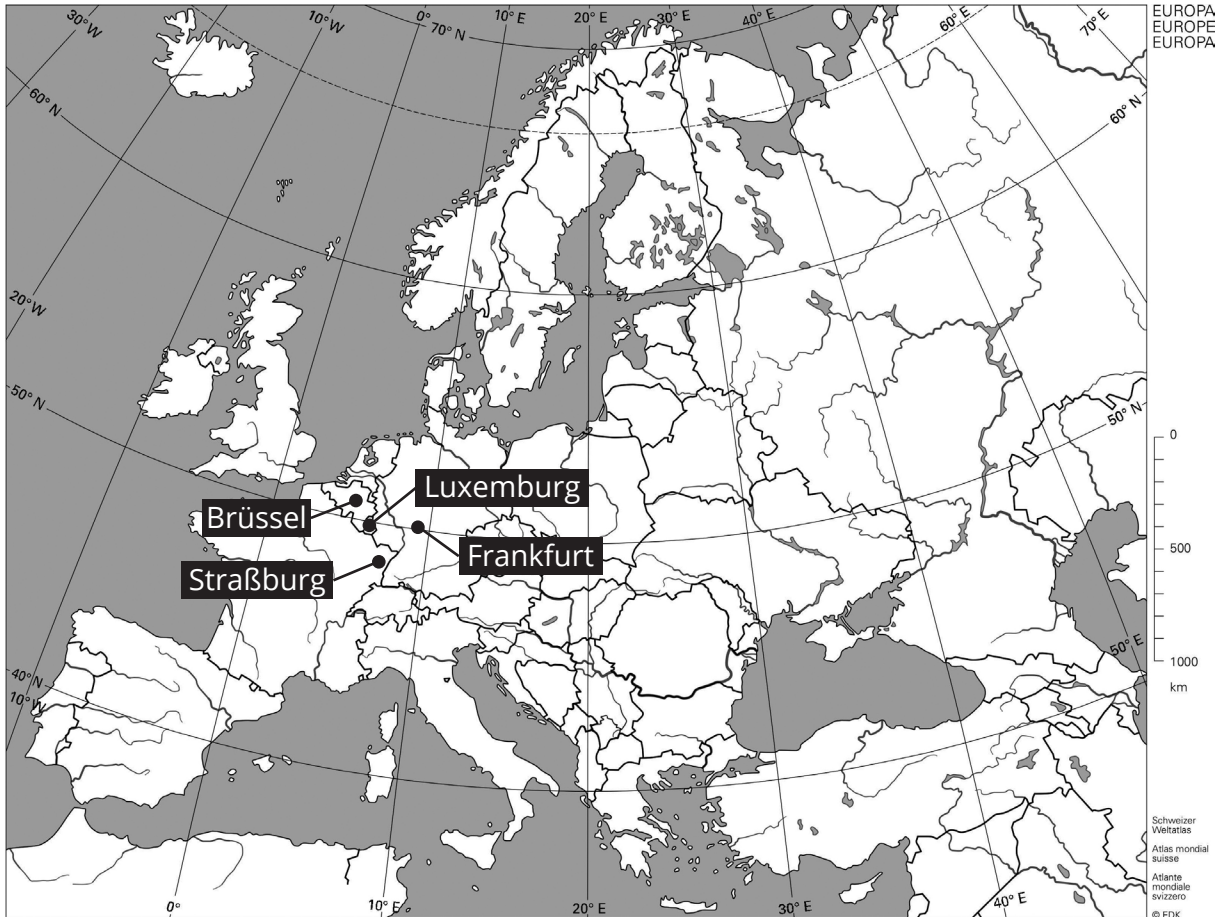 30° W
20° W
10° W
0° E
70° N
10° E
20° E
30° E
40° E
50° E
60° E
70° E
EUROPA
EUROPE
EUROPA
60° N
60° N
20° W
50° N
50° N
0
Luxemburg
Brüssel
Frankfurt
500
Straßburg
50° E
1000
km
40° N
10° W
Schweizer
Weltatlas
Atlas mondial
suisse
Atlante
mondiale
svizzero
© EDK
0°
10° E
20° E
30° E
40° E